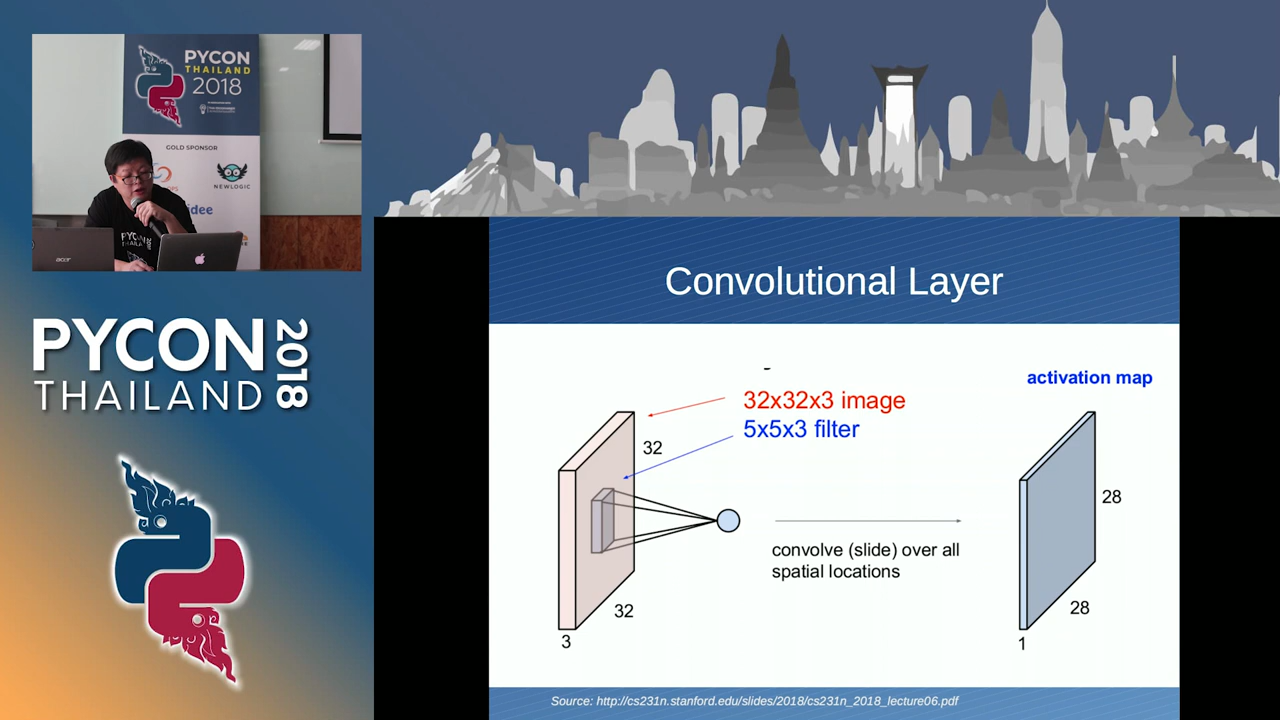 PYCON
THAILAND
2018
GOLD SPONSOR
NEWLOGIC
acer
PYCON
THAILAND
2018
Convolutional Layer
activation map
32x32x3 image
5x5x3 filter
32
28
convolve (slide) over all
spatial locations
32
28
3
1
Source: http://cs231n.stanford.edu/slides/2018/cs231n_2018_lecture06.pdf